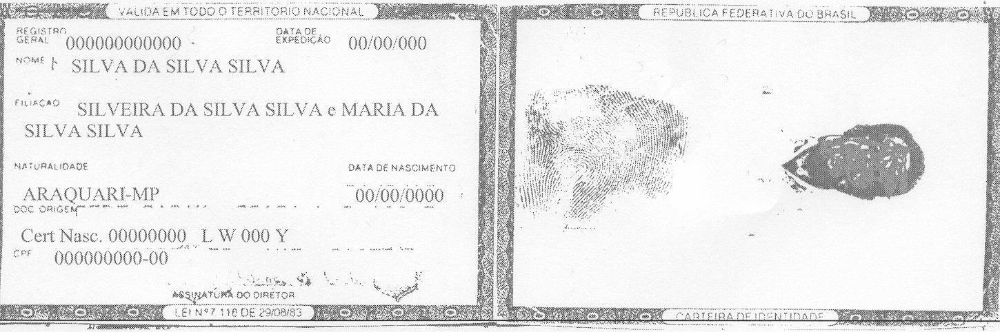 VALIDA EM TODO O TERRITORIO NACIONAL
REGISTRO GERAL 000000000000 DATA DE EXPEDIÇÃO 00/00/000
NOME SILVA DA SILVA SILVA
FILIAÇÃO SILVEIRA DA SILVA SILVA e MARIA DA
SILVA SILVA
NATURALIDADE DATA DE NASCIMENTO
ARAQUARI-MP 00/00/0000
DOC ORIGEM
Cert Nasc. 00000000 L W 000 Y
CPF 000000000-00
ASSINATURA DO DIRETOR
LEI Nº 7.116 DE 29/08/83
REPUBLICA FEDERATIVA DO BRASIL
CARTEIRA DE IDENTIDADE